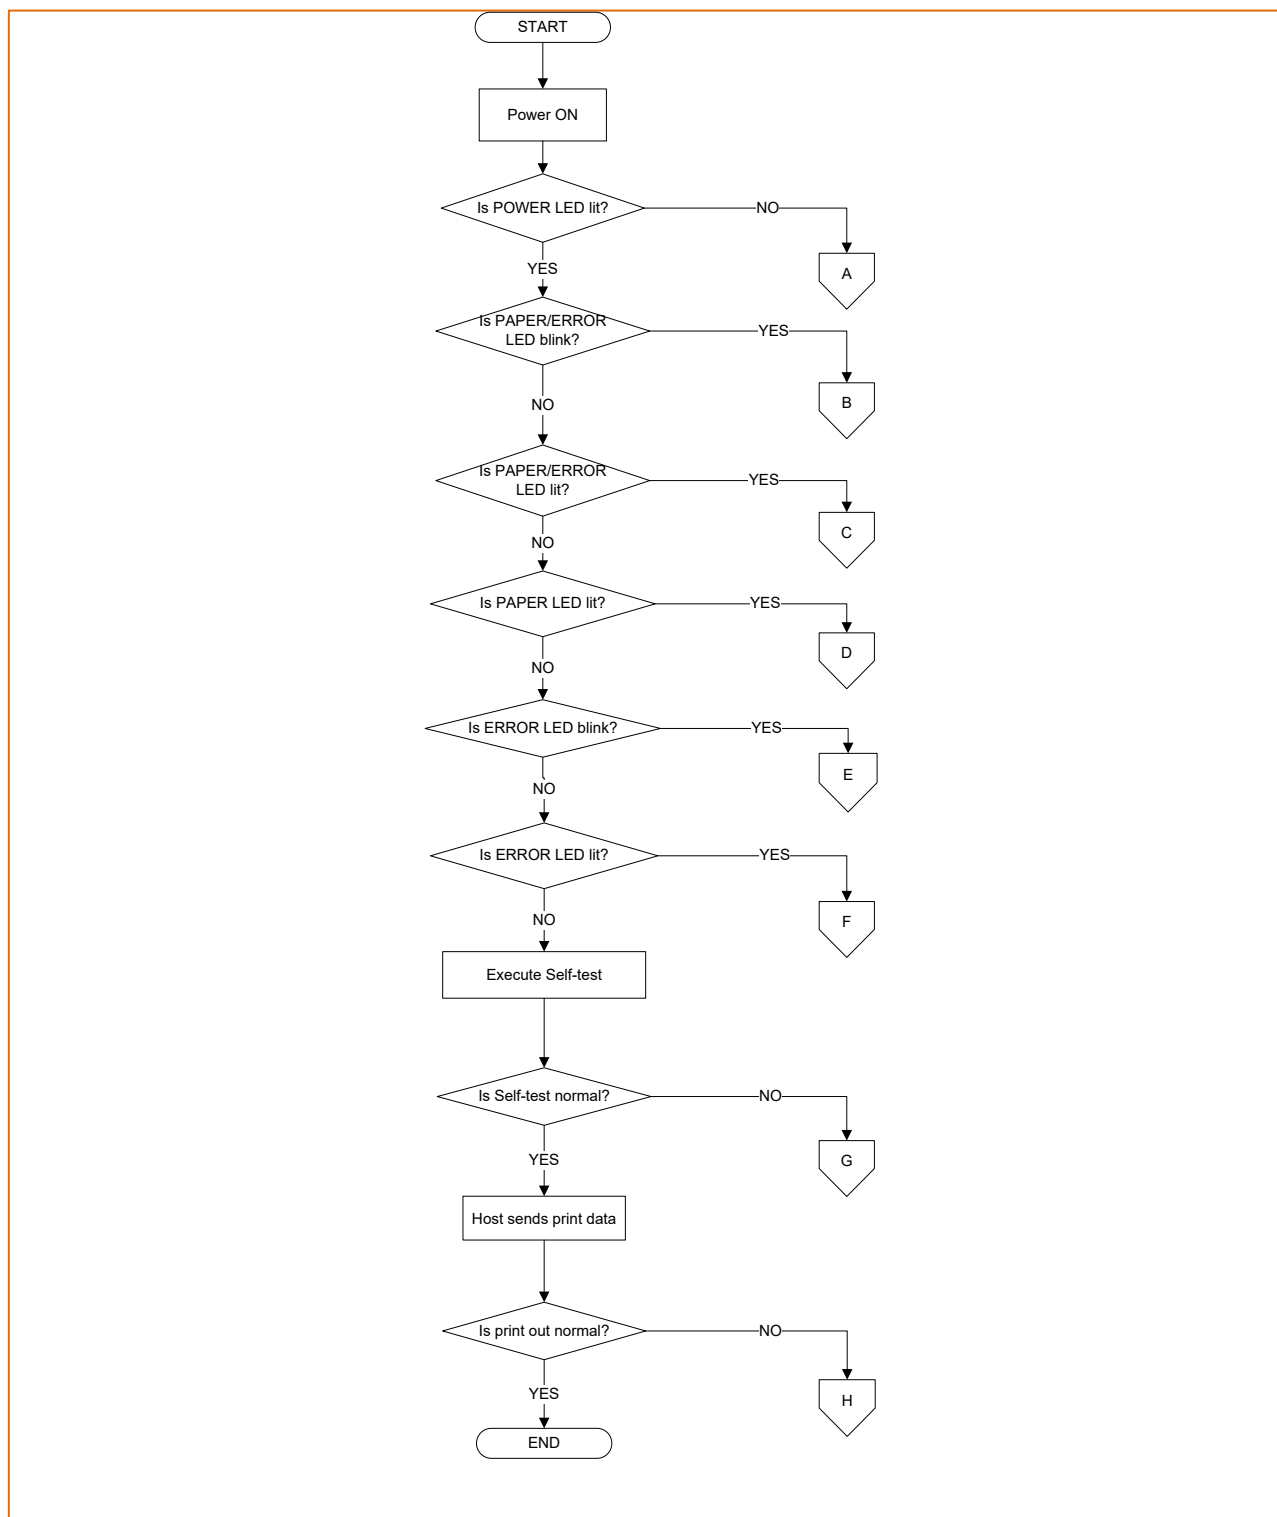 START
Power ON
Is POWER LED lit?
NO
A
YES
Is PAPER/ERROR
LED blink?
YES
B
NO
Is PAPER/ERROR
LED lit?
YES
C
NO
Is PAPER LED lit?
YES
D
NO
Is ERROR LED blink?
YES
E
NO
Is ERROR LED lit?
YES
F
NO
Execute Self-test
Is Self-test normal?
NO
G
YES
Host sends print data
Is print out normal?
NO
H
YES
END